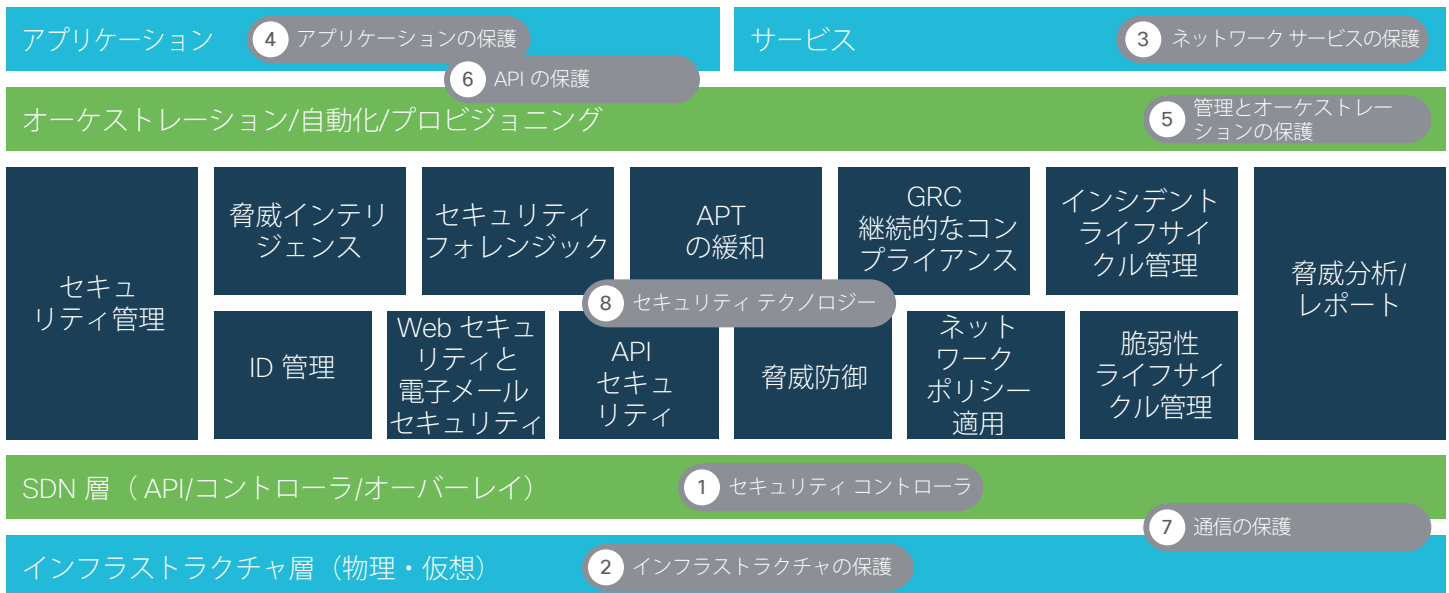 アプリケーション
4 アプリケーションの保護
サービス
3 ネットワーク サービスの保護
6 API の保護
オーケストレーション/自動化/プロビジョニング
5 管理とオーケストレー
ションの保護
セキュ
リティ管理
脅威インテリ
ジェンス
セキュリティ
フォレンジック
APT
の緩和
GRC
継続的なコン
プライアンス
インシデント
ライフサイ
クル管理
脅威分析/
レポート
8 セキュリティ テクノロジー
ID 管理
Web セキュ
リティと
電子メール
セキュリティ
API
セキュ
リティ
脅威防御
ネット
ワーク
ポリシー
適用
脆弱性
ライフサイ
クル管理
SDN 層（ API/コントローラ/オーバーレイ）
1 セキュリティ コントローラ
7 通信の保護
インフラストラクチャ層（物理・仮想）
2 インフラストラクチャの保護